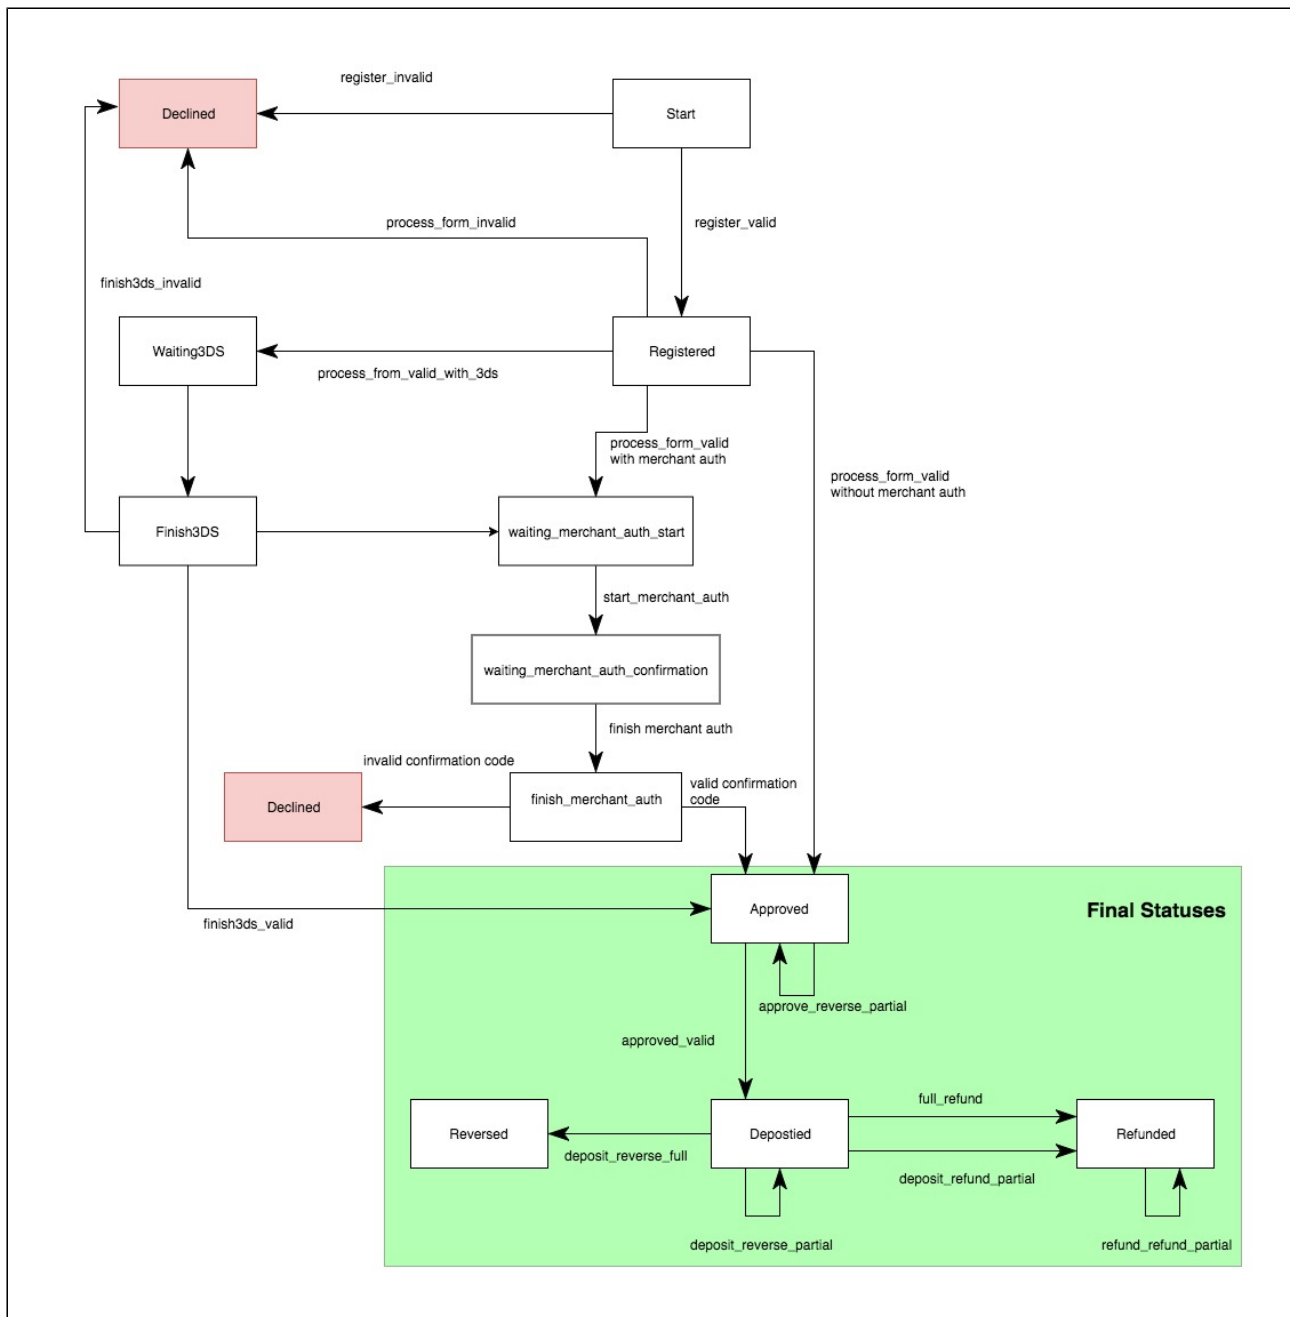 register_invalid
Declined
Start
process_form_invalid
register_valid
finish3ds_invalid
Waiting3DS
Registered
process_from_valid_with_3ds
process_form_valid
with merchant auth
process_form_valid
without merchant auth
Finish3DS
waiting_merchant_auth_start
start_merchant_auth
waiting_merchant_auth_confirmation
finish merchant auth
invalid confirmation code
valid confirmation
code
Declined
finish_merchant_auth
Approved
Final Statuses
finish3ds_valid
approve_reverse_partial
approved_valid
full_refund
Reversed
Depostied
Refunded
deposit_reverse_full
deposit_refund_partial
deposit_reverse_partial
refund_refund_partial